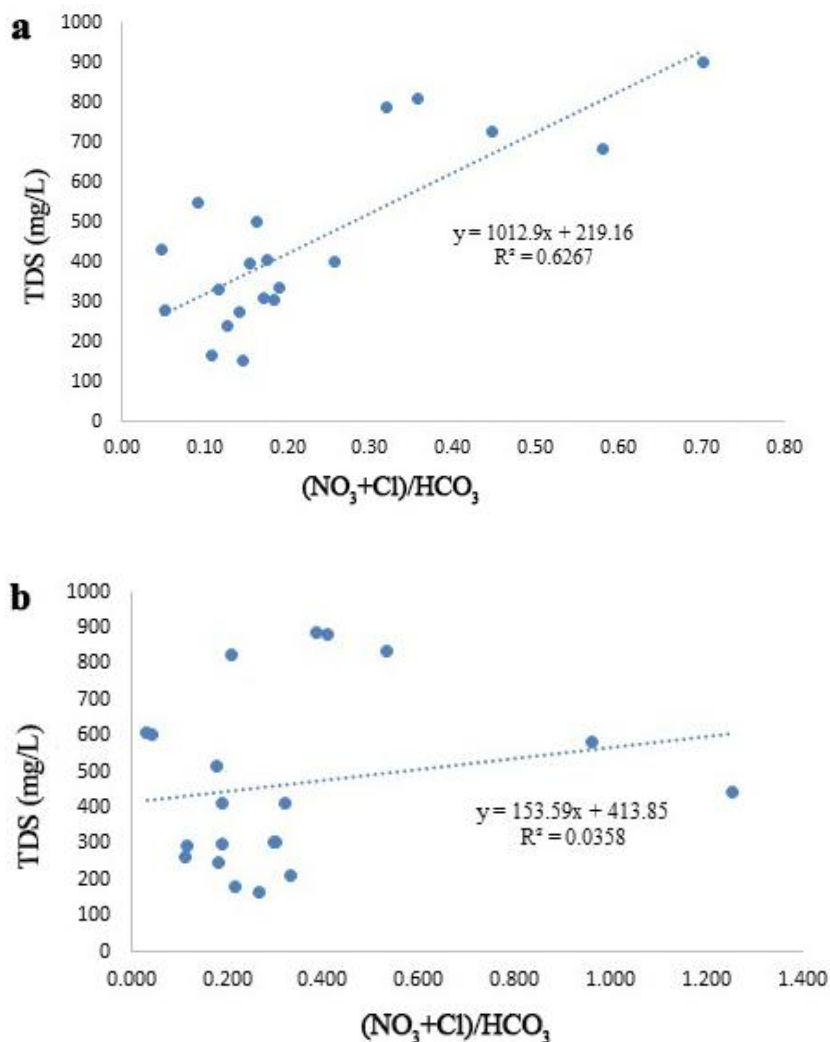 a
1000
900
800
700
600
500
400
300
200
100
0
TDS (mg/L)
y = 1012.9x + 219.16
R² = 0.6267
0.00 0.10 0.20 0.30 0.40 0.50 0.60 0.70 0.80
(NO₃+Cl)/HCO₃
b
1000
900
800
700
600
500
400
300
200
100
0
TDS (mg/L)
y = 153.59x + 413.85
R² = 0.0358
0.000 0.200 0.400 0.600 0.800 1.000 1.200 1.400
(NO₃+Cl)/HCO₃